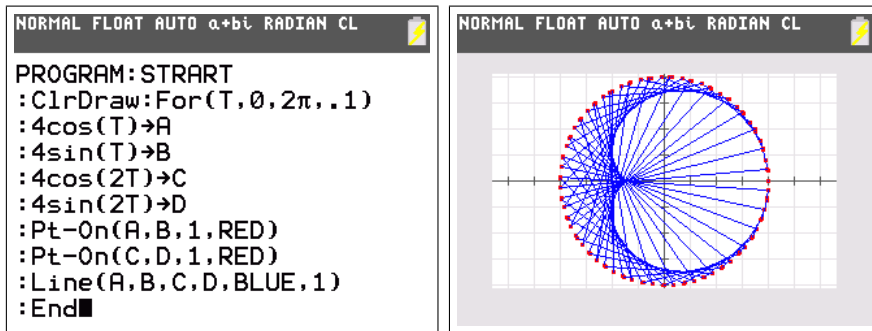 NORMAL FLOAT AUTO a+bi RADIAN CL
PROGRAM:STRART
:ClrDraw:For(T,0,2π,.1)
:4cos(T)→A
:4sin(T)→B
:4cos(2T)→C
:4sin(2T)→D
:Pt-On(A,B,1,RED)
:Pt-On(C,D,1,RED)
:Line(A,B,C,D,BLUE,1)
:End
NORMAL FLOAT AUTO a+bi RADIAN CL